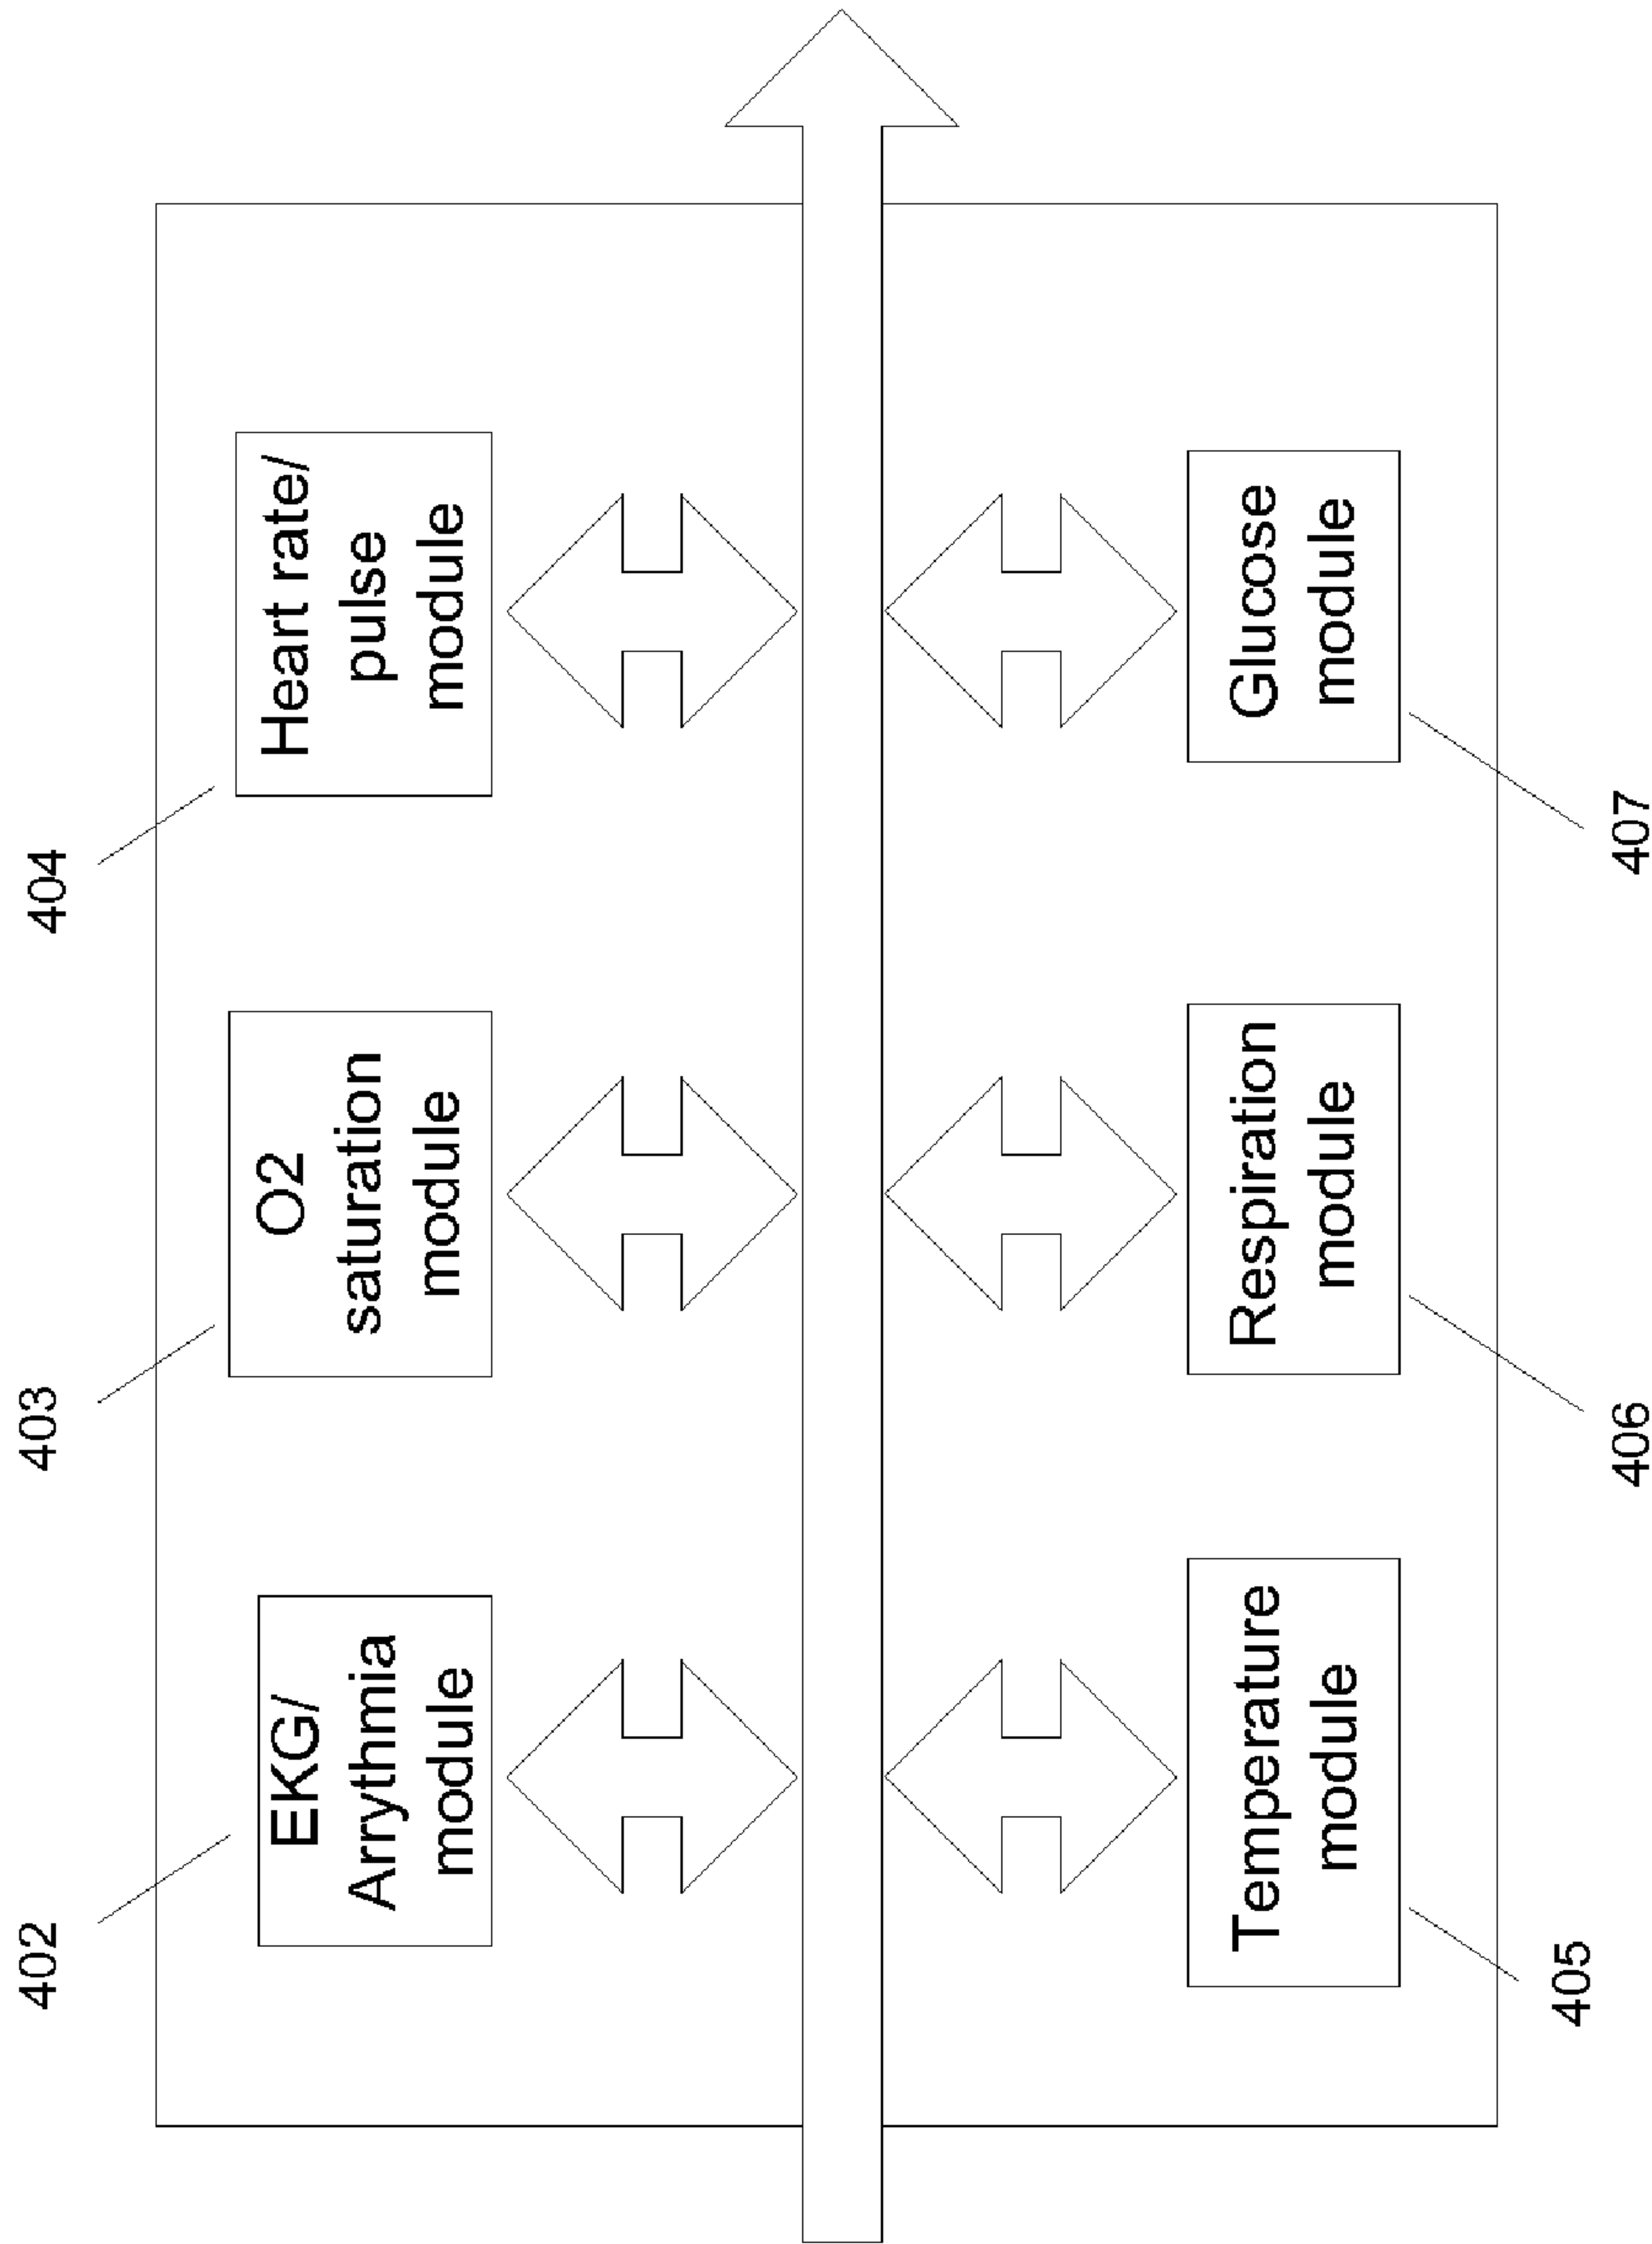 402
403
404
EKG/
Arrythmia
module
O2
saturation
module
Heart rate/
pulse
module
Temperature
module
Respiration
module
Glucose
module
405
406
407